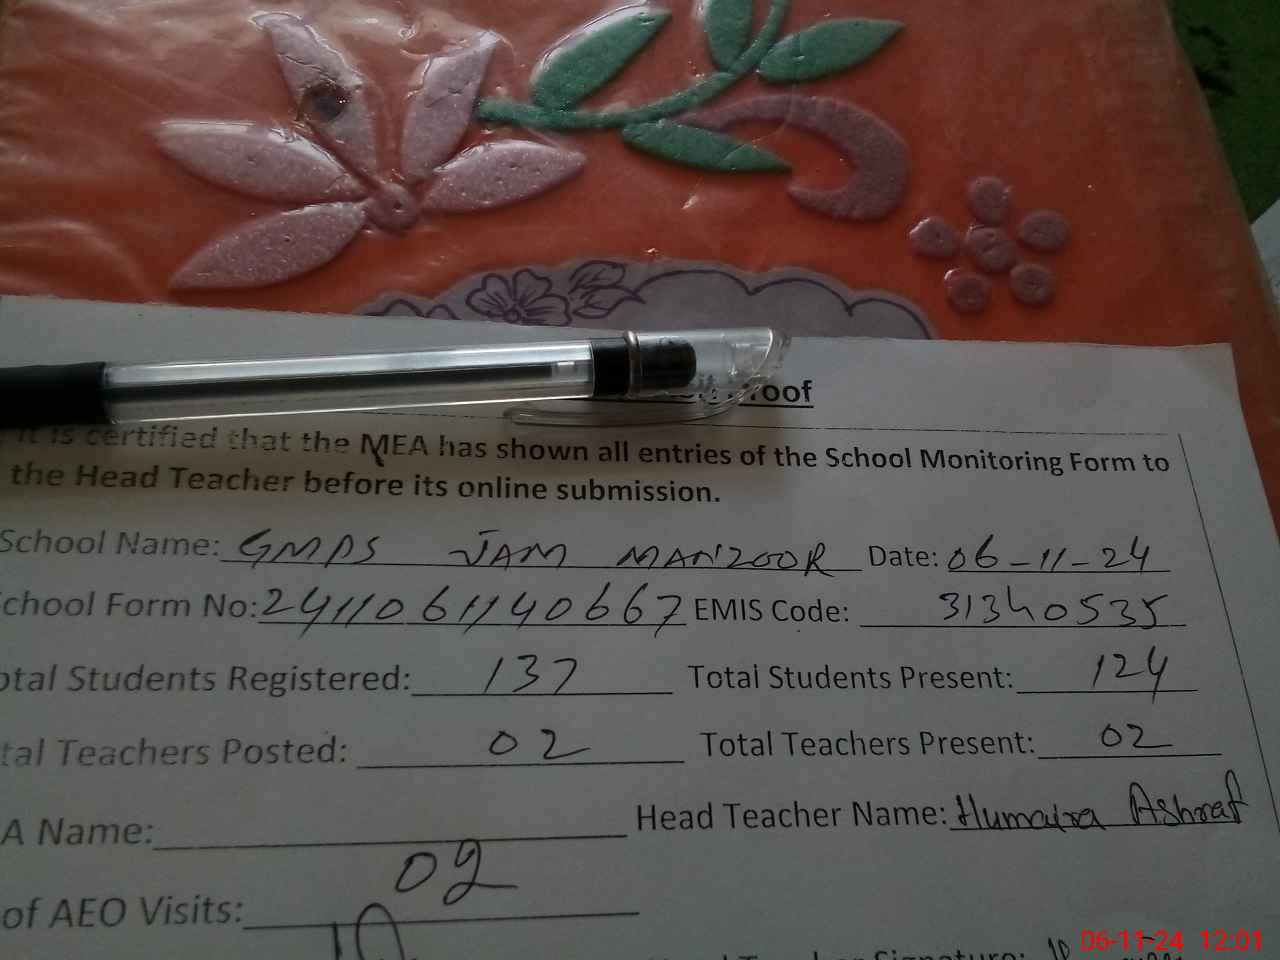 roof
it is certified that the MEA has shown all entries of the School Monitoring Form to
the Head Teacher before its online submission.
School Name: GMPS JAM MANZOOR Date: 06-11-24
chool Form No: 2411061140667 EMIS Code: 31340535
otal Students Registered: 137 Total Students Present: 124
tal Teachers Posted: 02 Total Teachers Present: 02
A Name: Head Teacher Name: Humaira Ashraf
of AEO Visits: 02
06-11-24 12:01